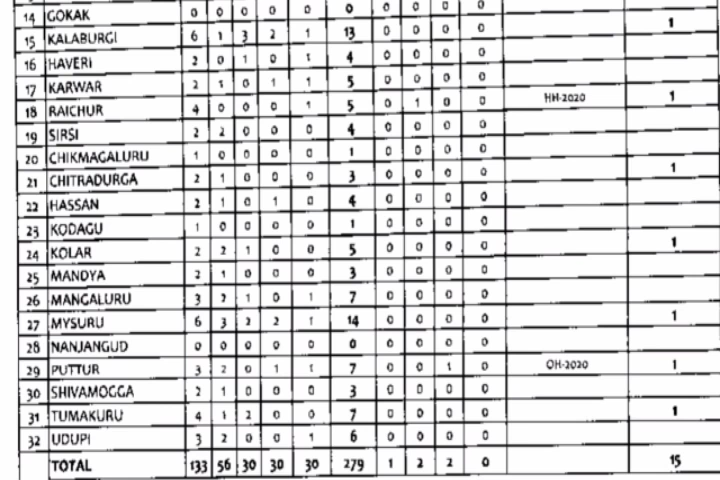 14 GOKAK 0 0 0 0 0 0 0 0 0 0
15 KALABURGI 6 1 3 2 1 13 0 0 0 0 1
16 HAVERI 2 0 1 0 1 4 0 0 0 0
17 KARWAR 2 1 0 1 1 5 0 0 0 0
18 RAICHUR 4 0 0 0 1 5 0 1 0 0 HH-2020 1
19 SIRSI 2 2 0 0 0 4 0 0 0 0
20 CHIKMAGALURU 1 0 0 0 0 1 0 0 0 0
21 CHITRADURGA 2 1 0 0 0 3 0 0 0 0 1
22 HASSAN 2 1 0 1 0 4 0 0 0 0
23 KODAGU 1 0 0 0 0 1 0 0 0 0
24 KOLAR 2 2 1 0 0 5 0 0 0 0 1
25 MANDYA 2 1 0 0 0 3 0 0 0 0
26 MANGALURU 3 2 1 0 1 7 0 0 0 0
27 MYSURU 6 3 2 2 1 14 0 0 0 0 1
28 NANJANGUD 0 0 0 0 0 0 0 0 0 0
29 PUTTUR 3 2 0 1 1 7 0 0 1 0 OH-2020 1
30 SHIVAMOGGA 2 1 0 0 0 3 0 0 0 0
31 TUMAKURU 4 1 2 0 0 7 0 0 0 0 1
32 UDUPI 3 2 0 0 1 6 0 0 0 0
TOTAL 133 56 30 30 30 279 1 2 2 0 15